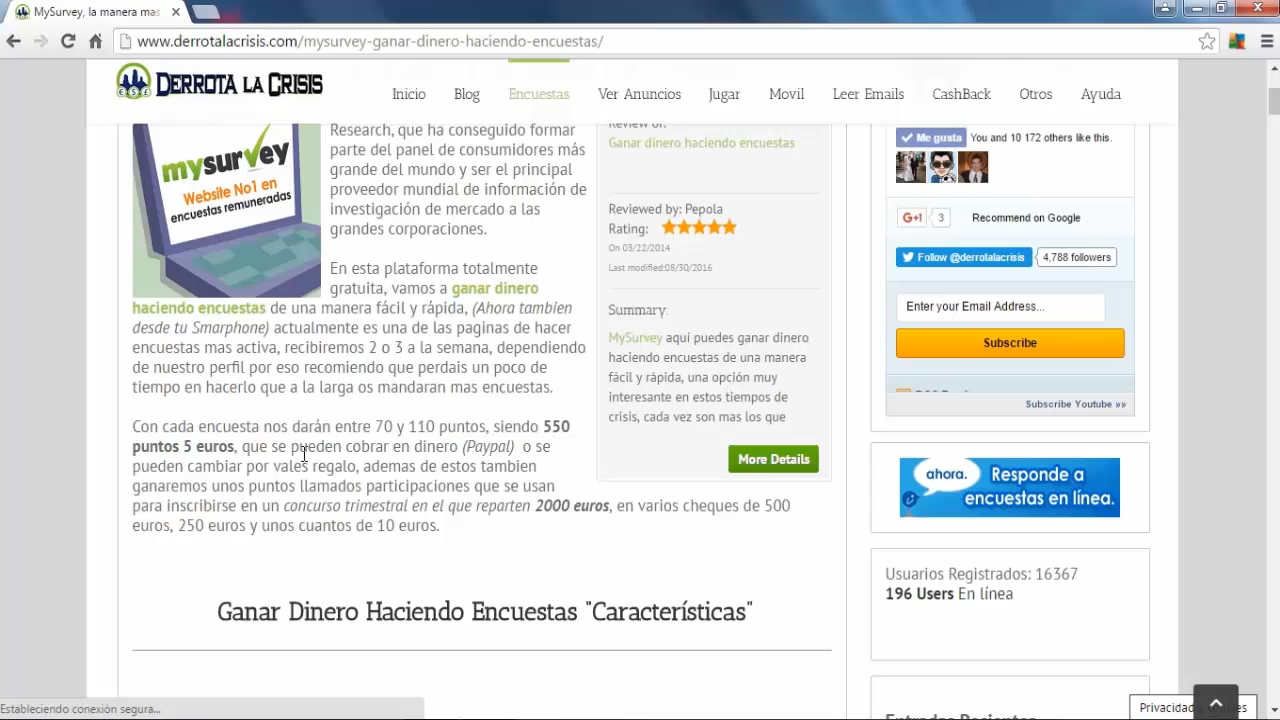 MySurvey, la manera mas
www.derrotalacrisis.com/mysurvey-ganar-dinero-haciendo-encuestas/
DERROTA LA CRISIS
Inicio
Blog
Encuestas
Ver Anuncios
Jugar
Movil
Leer Emails
CashBack
Otros
Ayuda
mysurvey
Website No1 en
encuestas remuneradas
Research, que ha conseguido formar
parte del panel de consumidores más
grande del mundo y ser el principal
proveedor mundial de información de
investigación de mercado a las
grandes corporaciones.
En esta plataforma totalmente
gratuita, vamos a ganar dinero
haciendo encuestas de una manera fácil y rápida, (Ahora tambien
desde tu Smarphone) actualmente es una de las paginas de hacer
encuestas mas activa, recibiremos 2 o 3 a la semana, dependiendo
de nuestro perfil por eso recomiendo que perdais un poco de
tiempo en hacerlo que a la larga os mandaran mas encuestas.
Con cada encuesta nos darán entre 70 y 110 puntos, siendo 550
puntos 5 euros, que se pueden cobrar en dinero (Paypal) o se
pueden cambiar por vales regalo, ademas de estos tambien
ganaremos unos puntos llamados participaciones que se usan
para inscribirse en un concurso trimestral en el que reparten 2000 euros, en varios cheques de 500
euros, 250 euros y unos cuantos de 10 euros.
Ganar Dinero Haciendo Encuestas "Características"
Review of:
Ganar dinero haciendo encuestas
Reviewed by: Pepola
Rating:
On 03/22/2014
Last modified:08/30/2016
Summary:
MySurvey aquí puedes ganar dinero
haciendo encuestas de una manera
fácil y rápida, una opción muy
interesante en estos tiempos de
crisis, cada vez son mas los que
More Details
Me gusta
You and 10 172 others like this.
G+1
3
Recommend on Google
Follow @derrotalacrisis
4,788 followers
Enter your Email Address...
Subscribe
Subscribe Youtube »»
ahora.
Responde a
encuestas en línea.
Usuarios Registrados: 16367
196 Users En línea
Entradas Recientes
Estableciendo conexión segura...
Privacidad